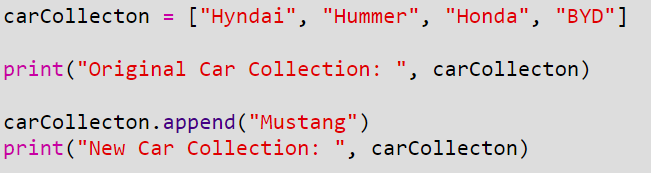 carCollecton = ["Hyndai", "Hummer", "Honda", "BYD"]
print("Original Car Collection: ", carCollecton)
carCollecton.append("Mustang")
print("New Car Collection: ", carCollecton)